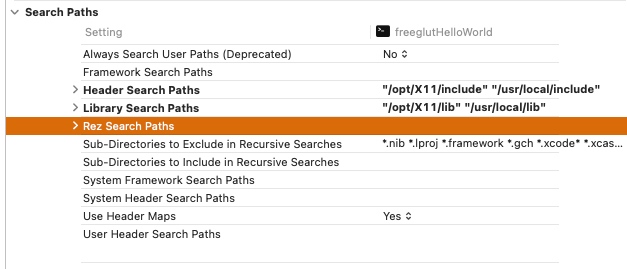 Search Paths
Setting freeglutHelloWorld
Always Search User Paths (Deprecated) No
Framework Search Paths
Header Search Paths "/opt/X11/include" "/usr/local/include"
Library Search Paths "/opt/X11/lib" "/usr/local/lib"
Rez Search Paths
Sub-Directories to Exclude in Recursive Searches *.nib *.lproj *.framework *.gch *.xcode* *.xcas...
Sub-Directories to Include in Recursive Searches
System Framework Search Paths
System Header Search Paths
Use Header Maps Yes
User Header Search Paths